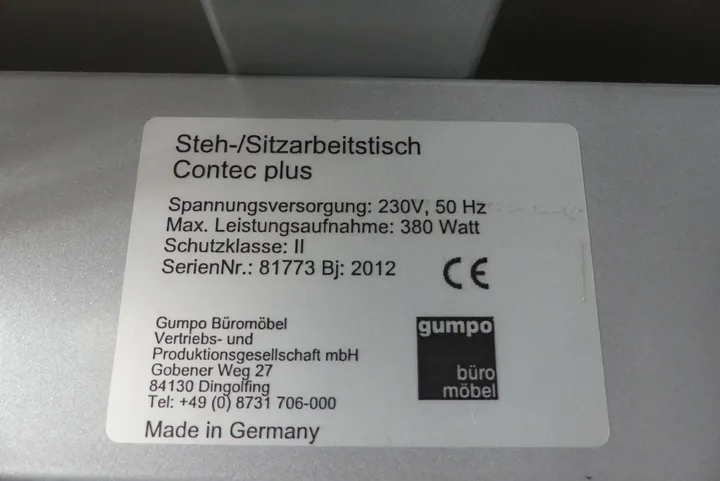 Steh-/Sitzarbeitstisch
Contec plus
Spannungsversorgung: 230V, 50 Hz
Max. Leistungsaufnahme: 380 Watt
Schutzklasse: II
SerienNr.: 81773 Bj: 2012
CE
Gumpo Büromöbel
Vertriebs- und
Produktionsgesellschaft mbH
Gobener Weg 27
84130 Dingolfing
Tel: +49 (0) 8731 706-000
gumpo
büro
möbel
Made in Germany